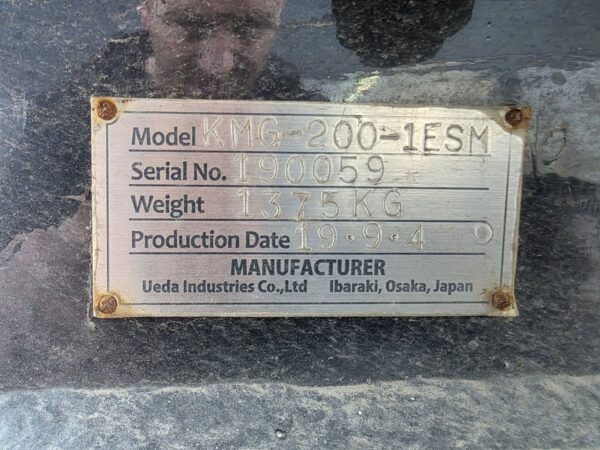 Model KMG-200-1ESM
Serial No. 190059
Weight 1375KG
Production Date 19·9·4
MANUFACTURER
Ueda Industries Co.,Ltd Ibaraki, Osaka, Japan